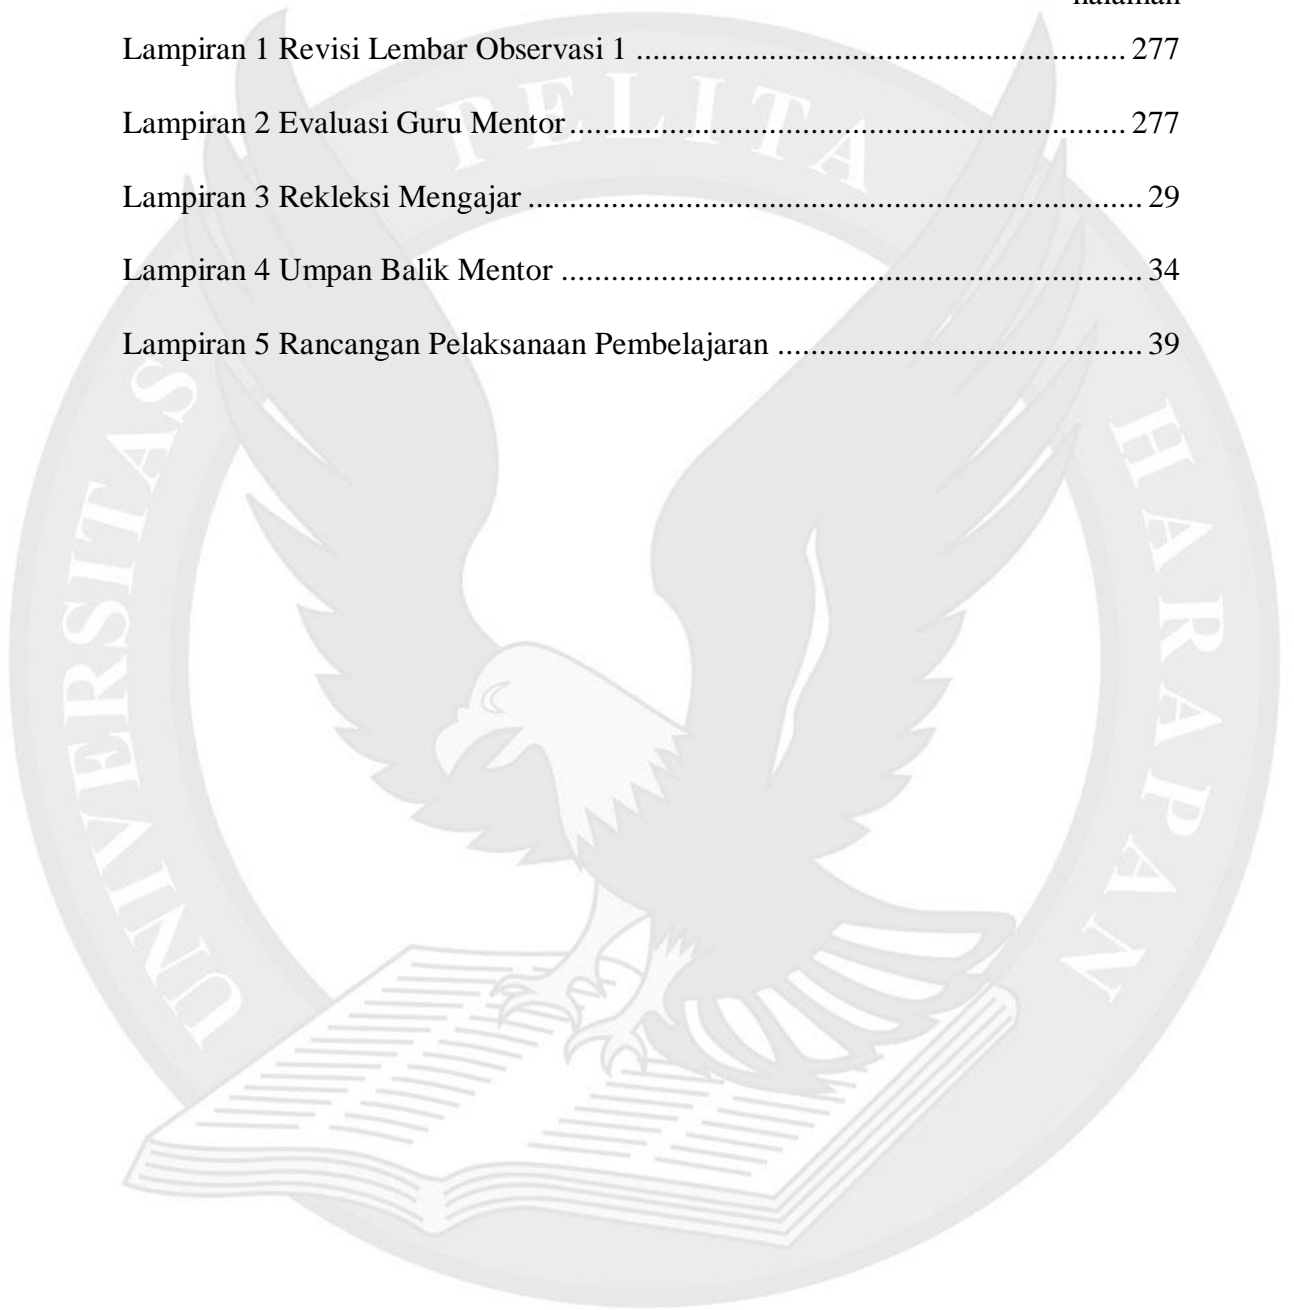 halaman
Lampiran 1 Revisi Lembar Observasi 1 ............................................................ 277
Lampiran 2 Evaluasi Guru Mentor .................................................................... 277
Lampiran 3 Rekleksi Mengajar ........................................................................... 29
Lampiran 4 Umpan Balik Mentor ....................................................................... 34
Lampiran 5 Rancangan Pelaksanaan Pembelajaran ............................................ 39
UNIVERSITAS PELITA HARAPAN